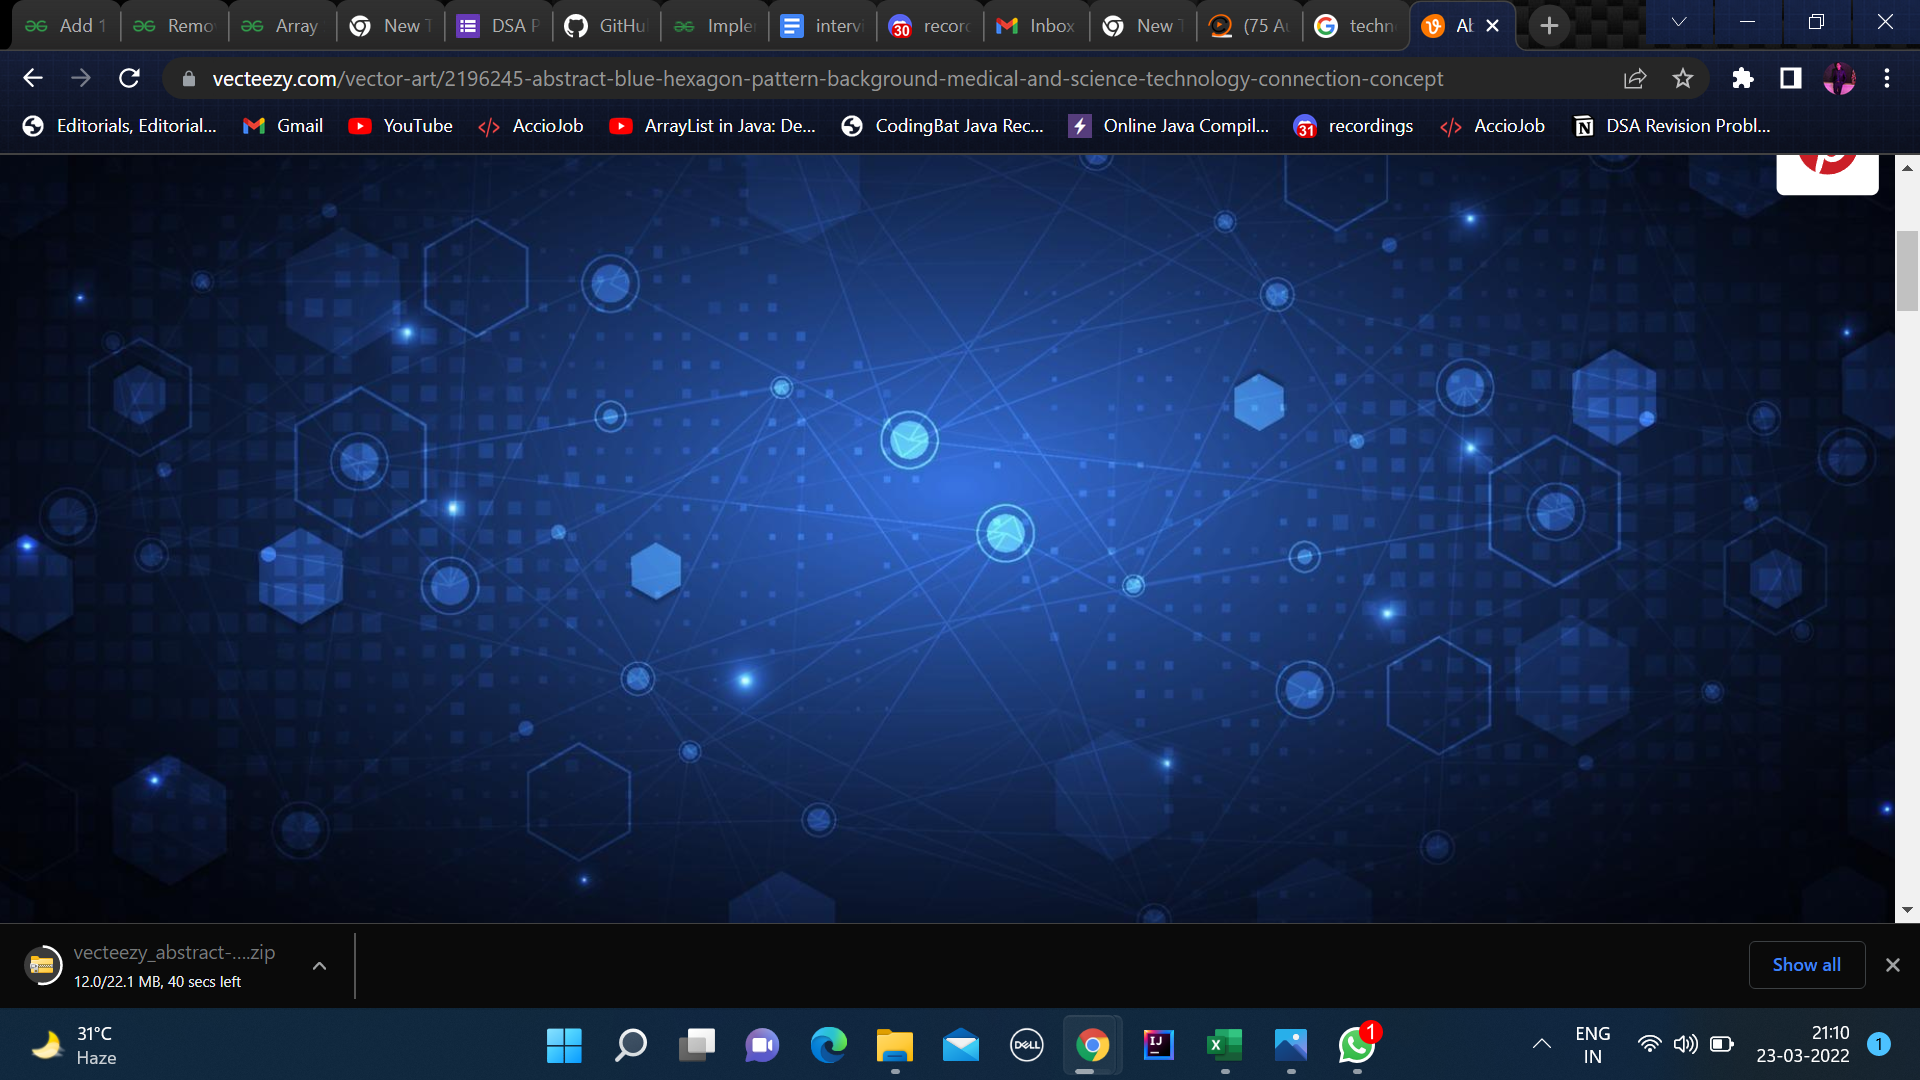 Add 1
Remo
Array
New T
DSA P
GitHu
Imple
interv
30
recor
Inbox
New T
(75 A
techn
Ab
vecteezy.com/vector-art/2196245-abstract-blue-hexagon-pattern-background-medical-and-science-technology-connection-concept
Editorials, Editorial...
Gmail
YouTube
AccioJob
ArrayList in Java: De...
CodingBat Java Rec...
Online Java Compil...
31
recordings
AccioJob
DSA Revision Probl...
vecteezy_abstract-....zip
12.0/22.1 MB, 40 secs left
Show all
31°C
Haze
DELL
IJ
X
1
ENG
IN
21:10
23-03-2022
1